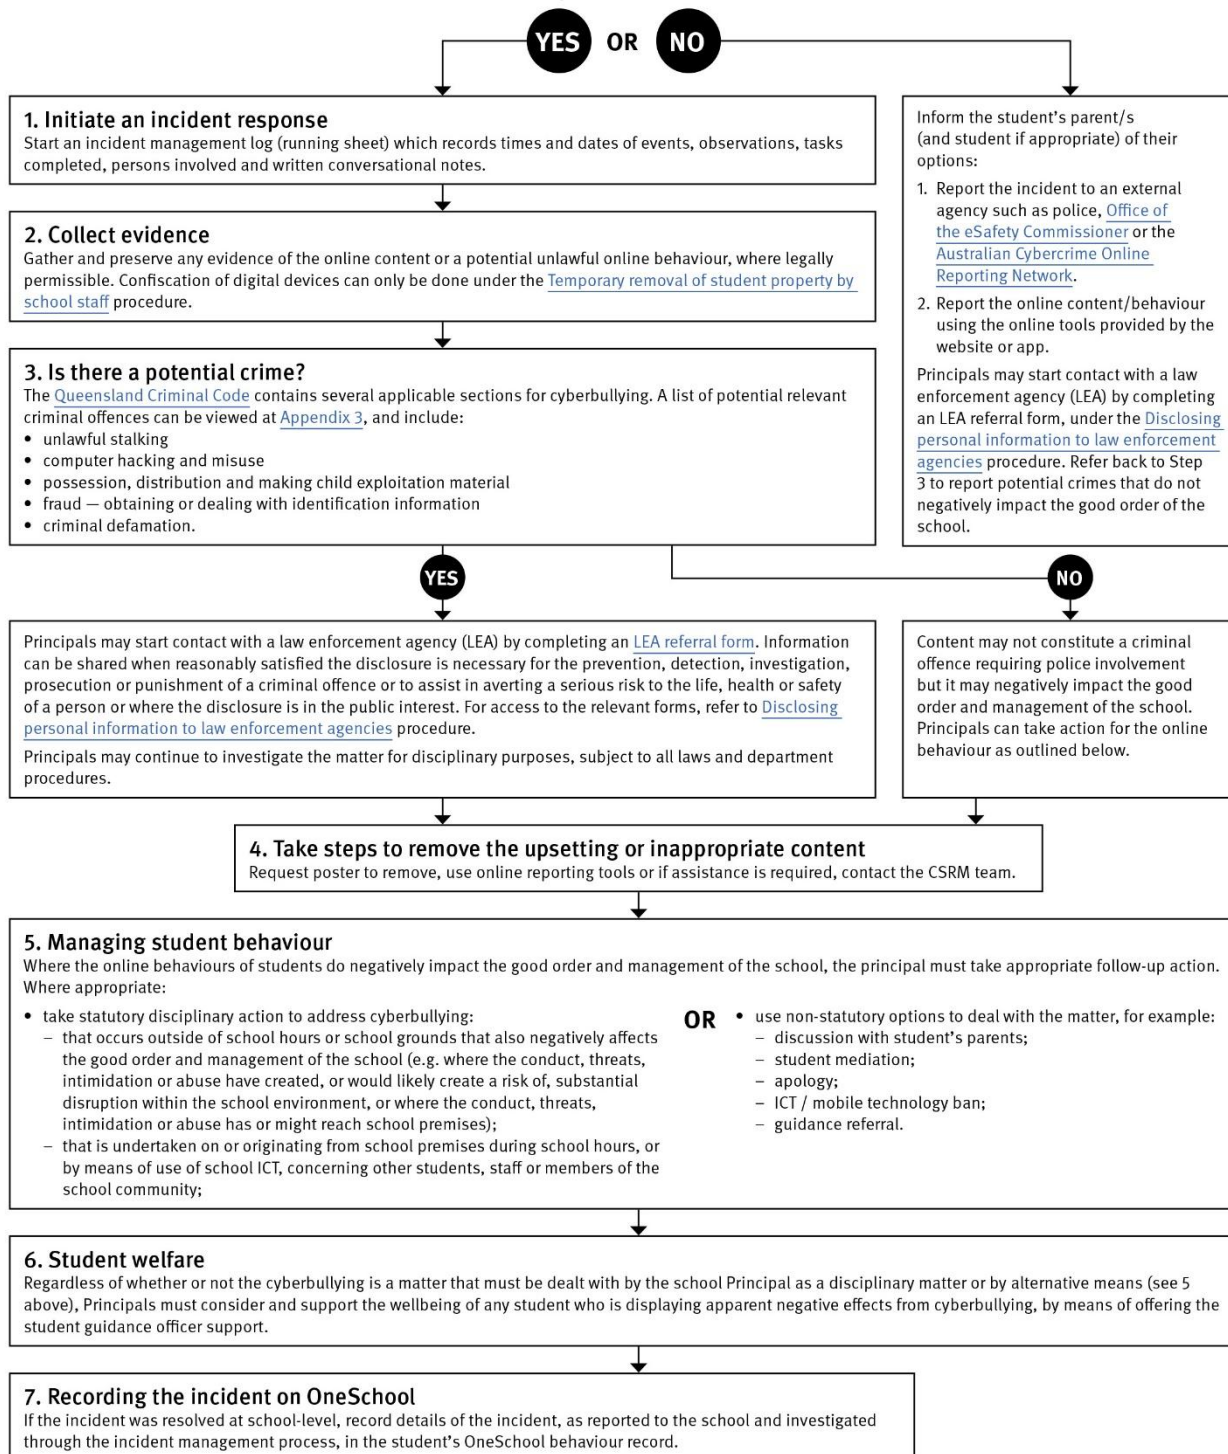 YES OR NO
1. Initiate an incident response
Start an incident management log (running sheet) which records times and dates of events, observations, tasks
completed, persons involved and written conversational notes.
2. Collect evidence
Gather and preserve any evidence of the online content or a potential unlawful online behaviour, where legally
permissible. Confiscation of digital devices can only be done under the Temporary removal of student property by
school staff procedure.
3. Is there a potential crime?
The Queensland Criminal Code contains several applicable sections for cyberbullying. A list of potential relevant
criminal offences can be viewed at Appendix 3, and include:
• unlawful stalking
• computer hacking and misuse
• possession, distribution and making child exploitation material
• fraud — obtaining or dealing with identification information
• criminal defamation.
Inform the student's parent/s
(and student if appropriate) of their
options:
1. Report the incident to an external
agency such as police, Office of
the eSafety Commissioner or the
Australian Cybercrime Online
Reporting Network.
2. Report the online content/behaviour
using the online tools provided by the
website or app.
Principals may start contact with a law
enforcement agency (LEA) by completing
an LEA referral form, under the Disclosing
personal information to law enforcement
agencies procedure. Refer back to Step
3 to report potential crimes that do not
negatively impact the good order of the
school.
YES
NO
Principals may start contact with a law enforcement agency (LEA) by completing an LEA referral form. Information
can be shared when reasonably satisfied the disclosure is necessary for the prevention, detection, investigation,
prosecution or punishment of a criminal offence or to assist in averting a serious risk to the life, health or safety
of a person or where the disclosure is in the public interest. For access to the relevant forms, refer to Disclosing
personal information to law enforcement agencies procedure.
Principals may continue to investigate the matter for disciplinary purposes, subject to all laws and department
procedures.
Content may not constitute a criminal
offence requiring police involvement
but it may negatively impact the good
order and management of the school.
Principals can take action for the online
behaviour as outlined below.
4. Take steps to remove the upsetting or inappropriate content
Request poster to remove, use online reporting tools or if assistance is required, contact the CSRM team.
5. Managing student behaviour
Where the online behaviours of students do negatively impact the good order and management of the school, the principal must take appropriate follow-up action.
Where appropriate:
• take statutory disciplinary action to address cyberbullying:
– that occurs outside of school hours or school grounds that also negatively affects
the good order and management of the school (e.g. where the conduct, threats,
intimidation or abuse have created, or would likely create a risk of, substantial
disruption within the school environment, or where the conduct, threats,
intimidation or abuse has or might reach school premises);
– that is undertaken on or originating from school premises during school hours, or
by means of use of school ICT, concerning other students, staff or members of the
school community;
OR
• use non-statutory options to deal with the matter, for example:
– discussion with student's parents;
– student mediation;
– apology;
– ICT / mobile technology ban;
– guidance referral.
6. Student welfare
Regardless of whether or not the cyberbullying is a matter that must be dealt with by the school Principal as a disciplinary matter or by alternative means (see 5
above), Principals must consider and support the wellbeing of any student who is displaying apparent negative effects from cyberbullying, by means of offering the
student guidance officer support.
7. Recording the incident on OneSchool
If the incident was resolved at school-level, record details of the incident, as reported to the school and investigated
through the incident management process, in the student's OneSchool behaviour record.